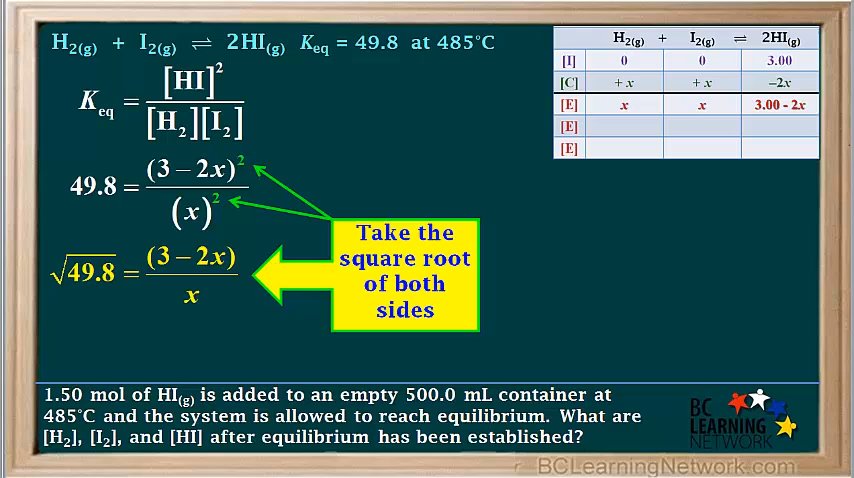 H2(g) + I2(g) ⇌ 2HI(g) Keq = 49.8 at 485°C
Keq = [HI]² / [H2][I2]
49.8 = (3 − 2x)² / (x)²
√49.8 = (3 − 2x) / x
Take the
square root
of both
sides
H2(g) + I2(g) ⇌ 2HI(g)
[I] 0 0 3.00
[C] + x + x –2x
[E] x x 3.00 - 2x
[E]
[E]
1.50 mol of HI(g) is added to an empty 500.0 mL container at
485°C and the system is allowed to reach equilibrium. What are
[H2], [I2], and [HI] after equilibrium has been established?
BC
LEARNING
NETWORK
BCLearningNetwork.com